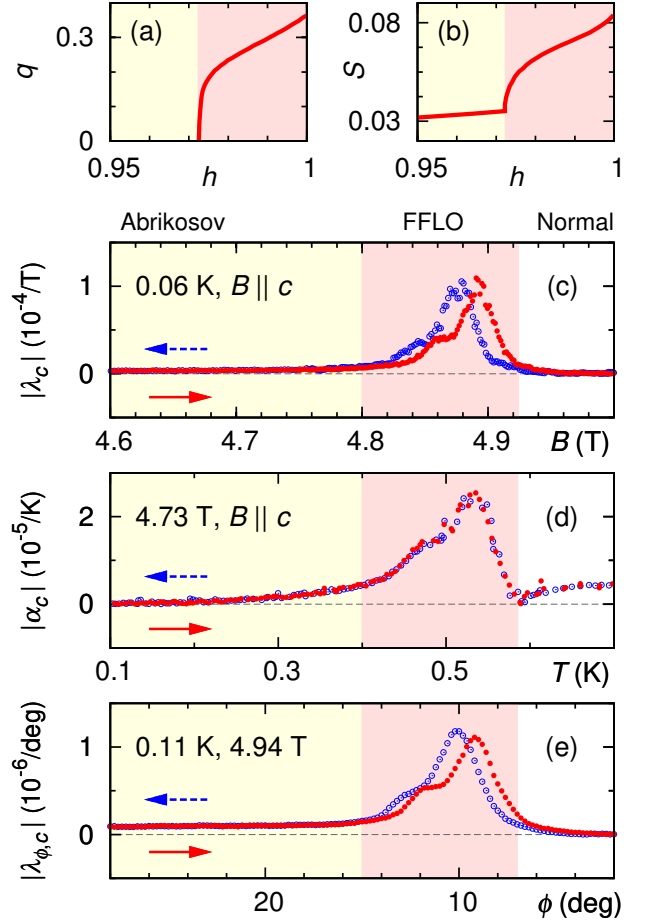 (a) (b)
0.3 0.08
q S
0 0.03
0.95 h 1 0.95 h 1
Abrikosov FFLO Normal
0.06 K, B || c (c)
1
0
|λc| (10-4/T)
4.6 4.7 4.8 4.9 B (T)
4.73 T, B || c (d)
2
0
|αc| (10-5/K)
0.1 0.3 0.5 T (K)
0.11 K, 4.94 T (e)
1
0
|λϕ,c| (10-6/deg)
20 10 ϕ (deg)